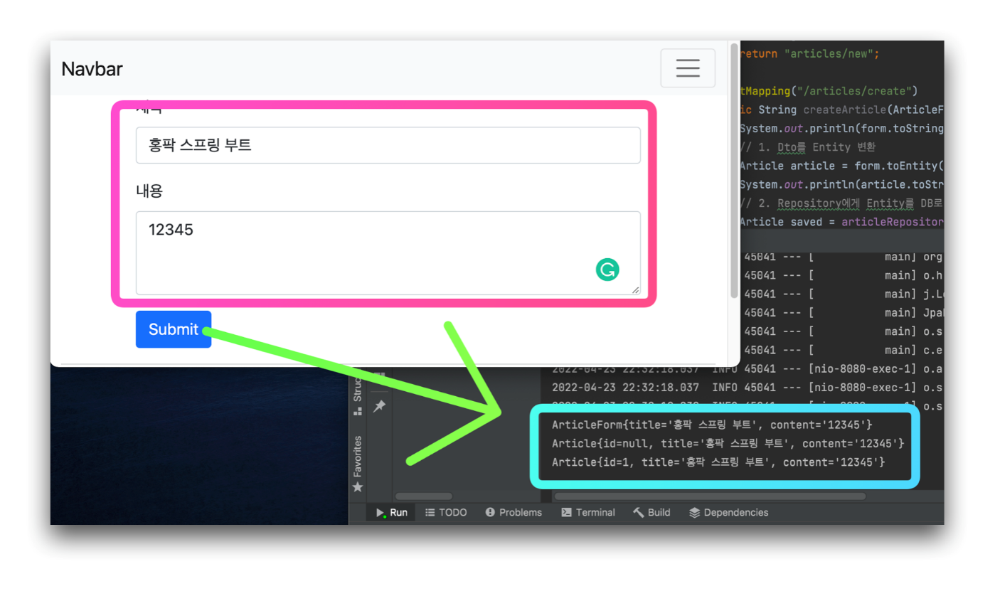 Navbar
홍팍 스프링 부트
내용
12345
Submit
return "articles/new";
tMapping("/articles/create")
ic String createArticle(ArticleF
System.out.println(form.toString
// 1. Dto를 Entity 변환
Article article = form.toEntity(
System.out.println(article.toStr
// 2. Repository에게 Entity를 DB로
Article saved = articleRepositor
45041 --- [ main] org
45041 --- [ main] o.h
45041 --- [ main] j.L
45041 --- [ main] Jpa
45041 --- [ main] o.s
45041 --- [ main] c.e
2022-04-23 22:32:18.037 INFO 45041 --- [nio-8080-exec-1] o.a
2022-04-23 22:32:18.037 INFO 45041 --- [nio-8080-exec-1] o.s
o.s
ArticleForm{title='홍팍 스프링 부트', content='12345'}
Article{id=null, title='홍팍 스프링 부트', content='12345'}
Article{id=1, title='홍팍 스프링 부트', content='12345'}
Struc
Favorites
Run TODO Problems Terminal Build Dependencies